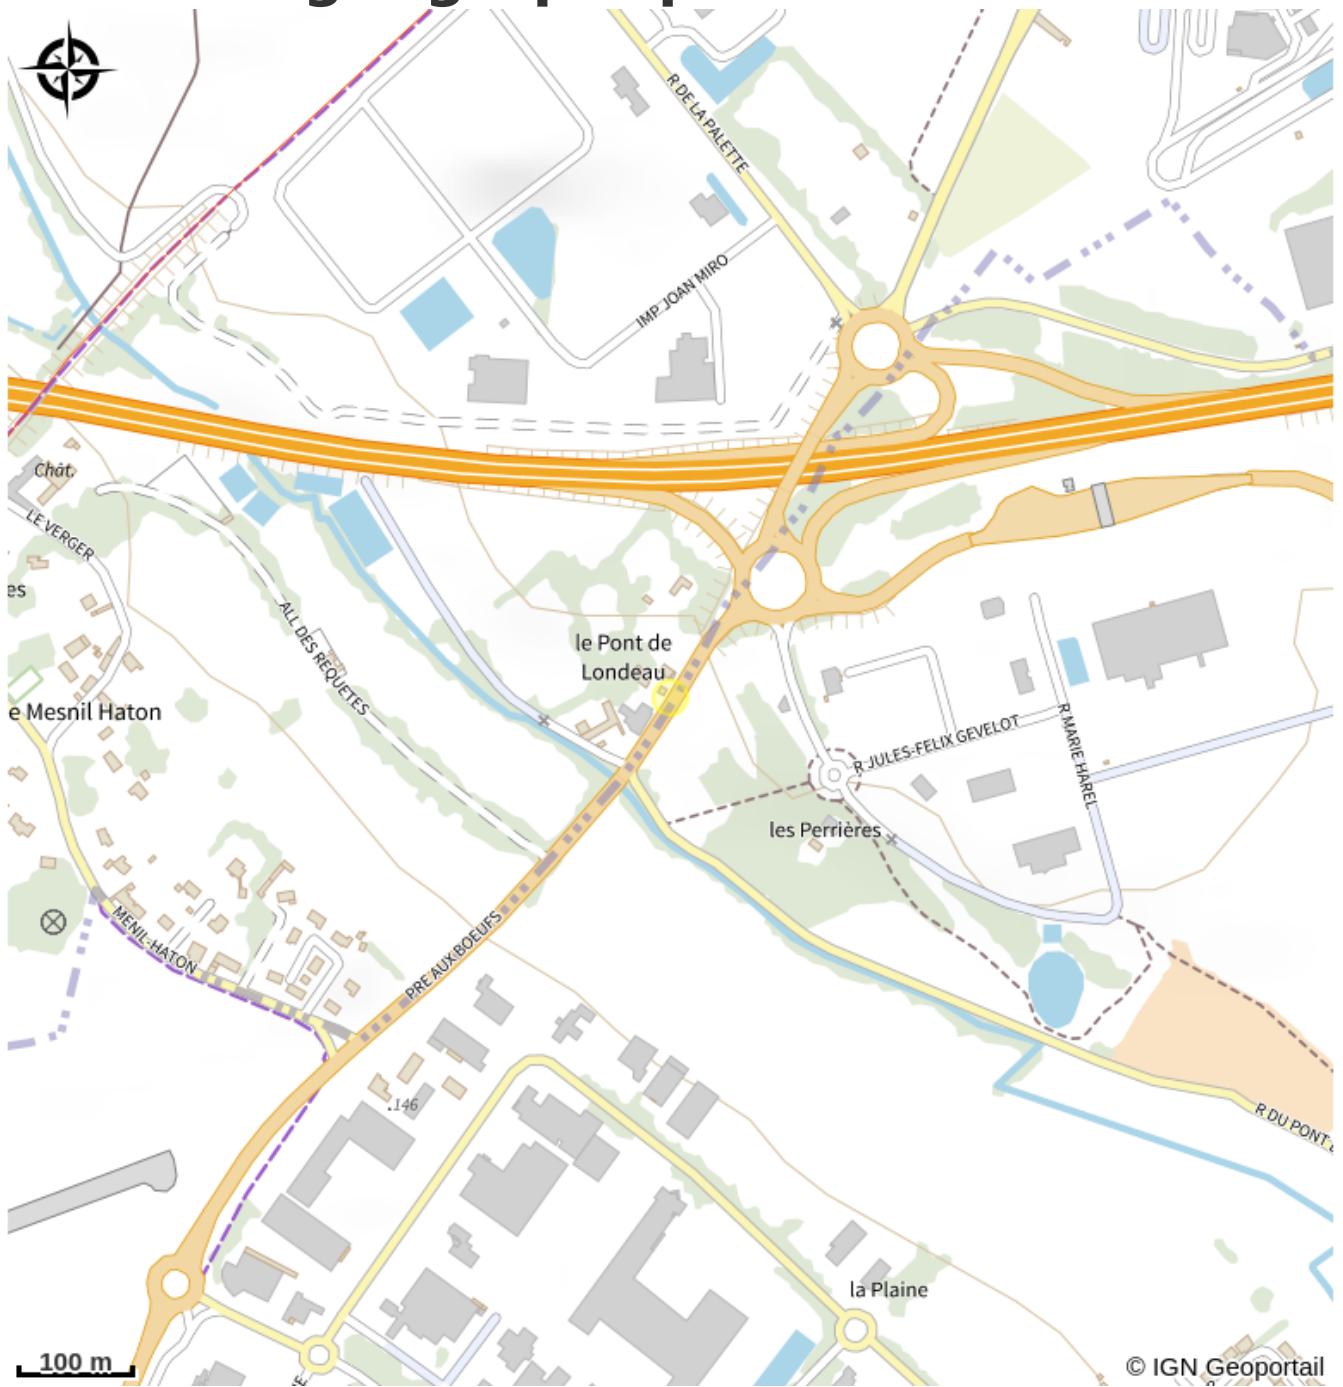 R DE LA PALETTE
IMP JOAN MIRO
Chât.
LE VERGER
es
ALL DES REQUETES
le Pont de
Londeau
e Mesnil Haton
R JULES-FELIX GEVELOT
R MARIE HAREL
les Perrières
MENIL-HATON
PRE AUX BOEUFS
.146
R DU PONT
la Plaine
100 m
© IGN Geoportail